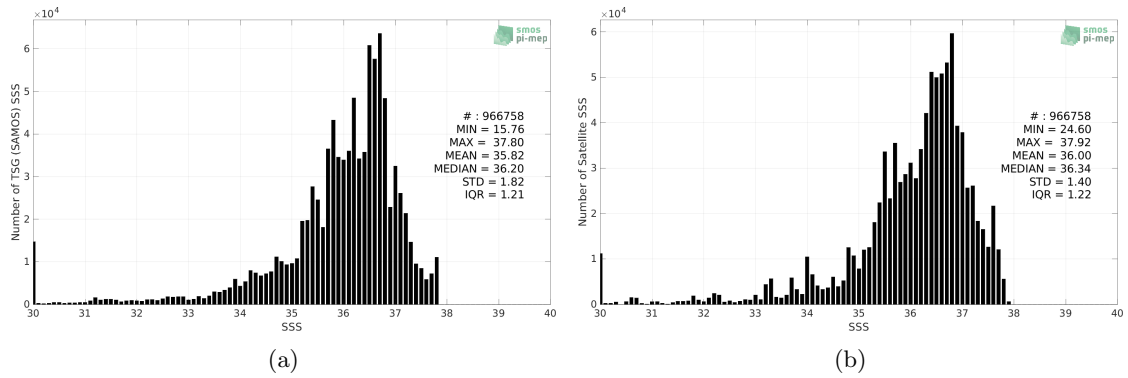 ×10⁴
smos
pi-mep
6
5
4
3
2
1
0
Number of TSG (SAMOS) SSS
# : 966758
MIN = 15.76
MAX = 37.80
MEAN = 35.82
MEDIAN = 36.20
STD = 1.82
IQR = 1.21
30 31 32 33 34 35 36 37 38 39 40
SSS
(a)
×10⁴
smos
pi-mep
6
5
4
3
2
1
0
Number of Satellite SSS
# : 966758
MIN = 24.60
MAX = 37.92
MEAN = 36.00
MEDIAN = 36.34
STD = 1.40
IQR = 1.22
30 31 32 33 34 35 36 37 38 39 40
SSS
(b)